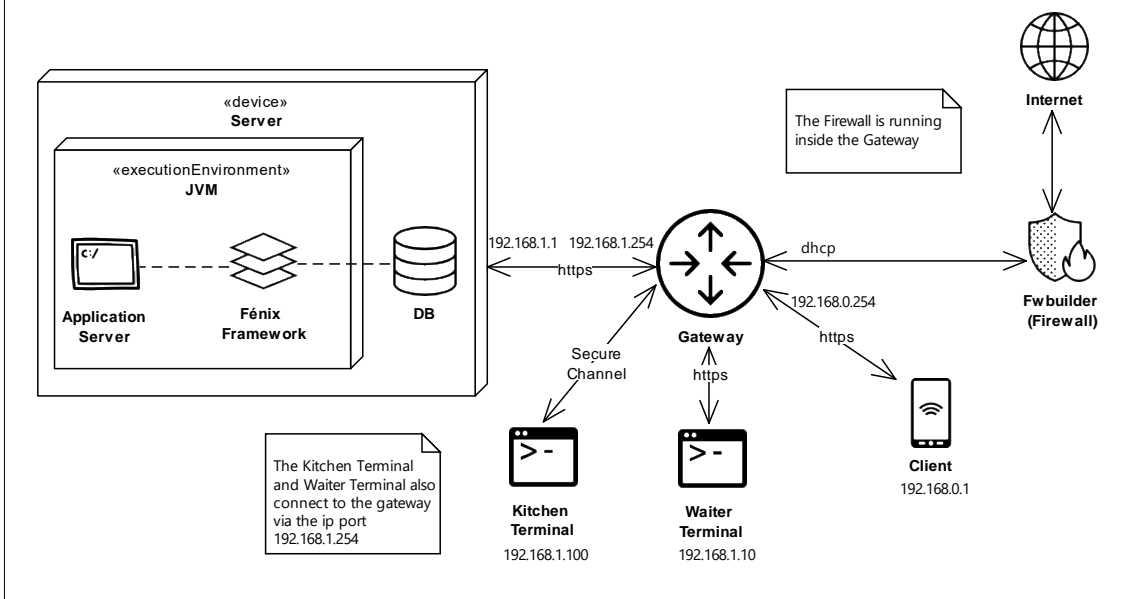 «device»
Server
«executionEnvironment»
JVM
C:/
Application
Server
Fénix
Framework
DB
192.168.1.1 192.168.1.254
https
Gateway
dhcp
192.168.0.254
https
Secure
Channel
https
The Firewall is running
inside the Gateway
Internet
Fwbuilder
(Firewall)
Client
192.168.0.1
The Kitchen Terminal
and Waiter Terminal also
connect to the gateway
via the ip port
192.168.1.254
>-
Kitchen
Terminal
192.168.1.100
>-
Waiter
Terminal
192.168.1.10